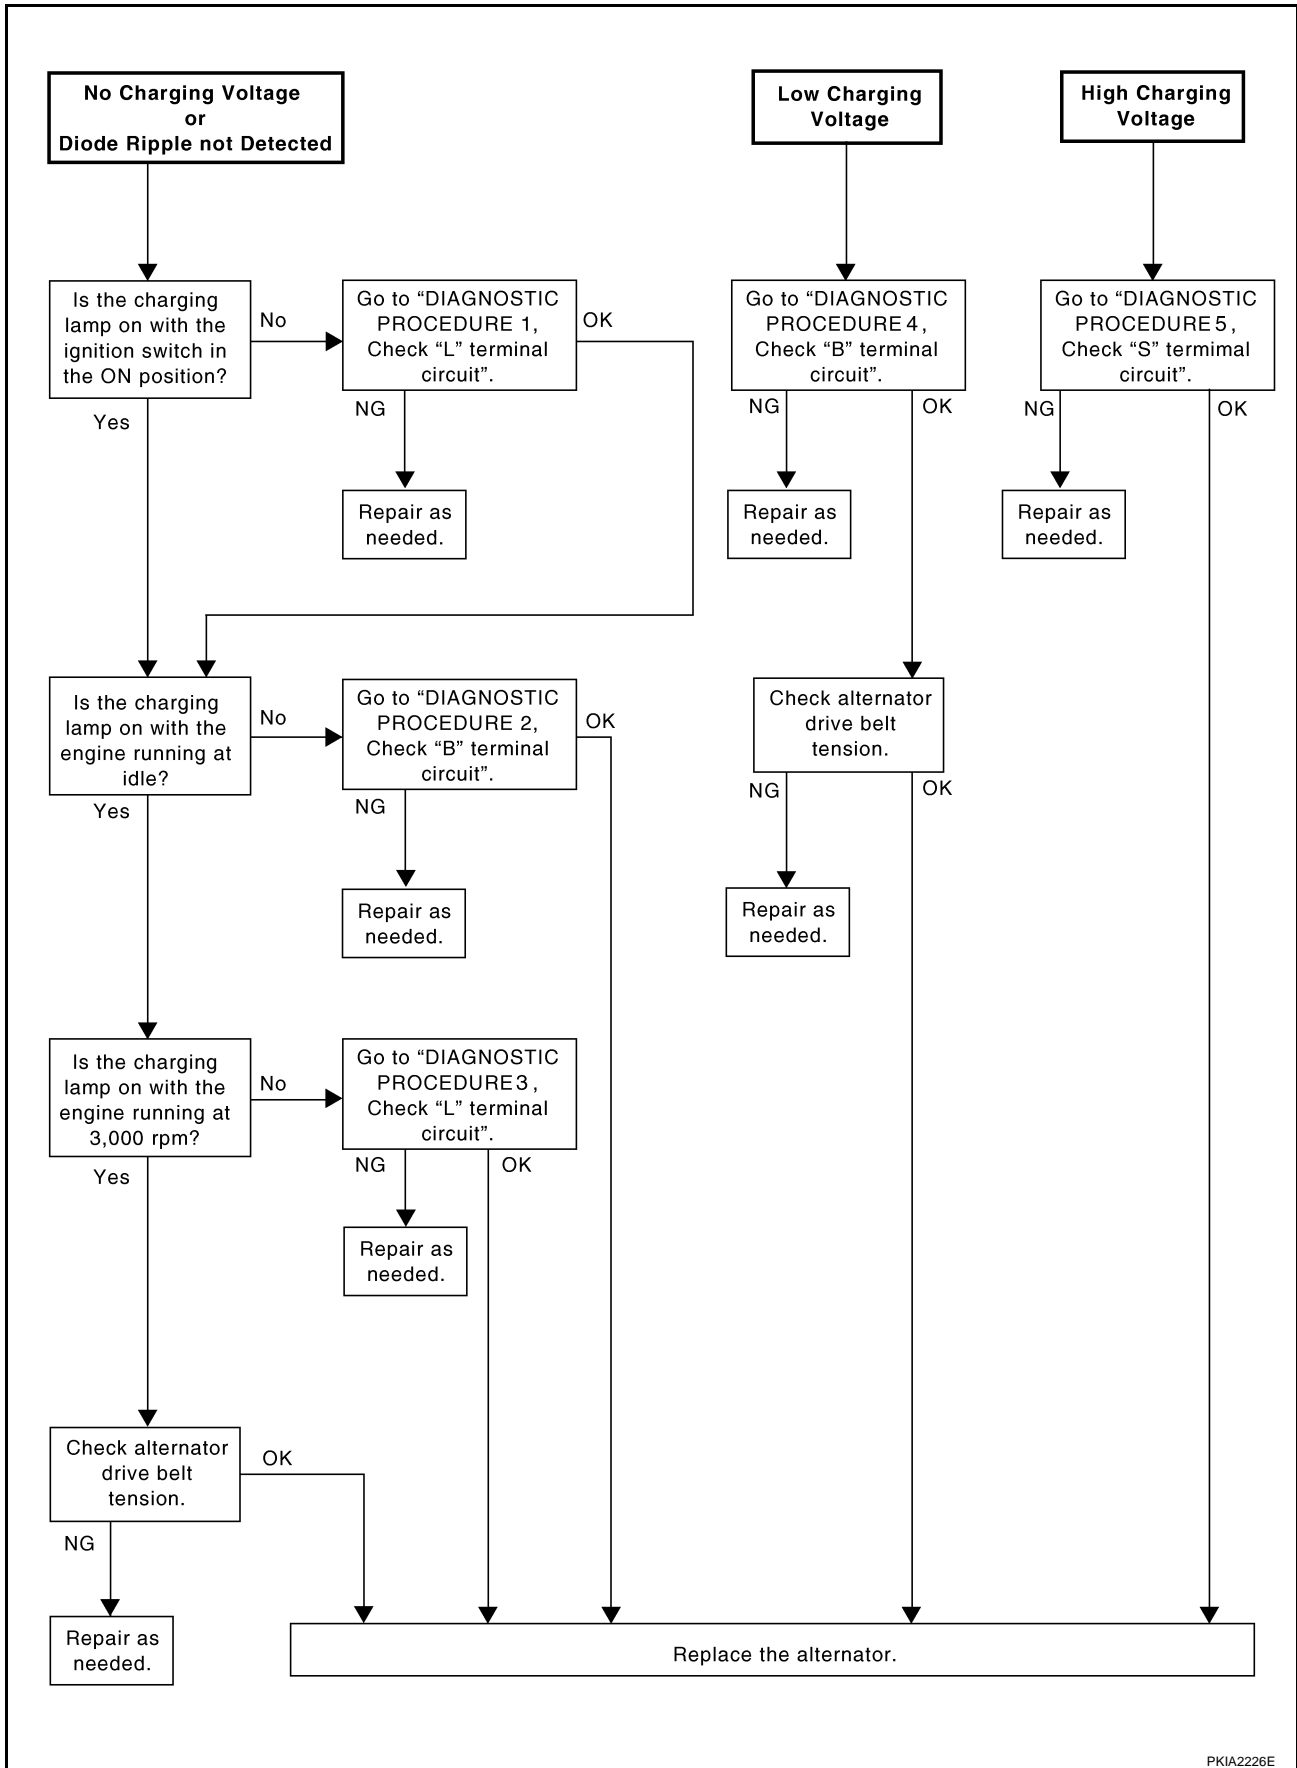 No Charging Voltage
or
Diode Ripple not Detected
Low Charging
Voltage
High Charging
Voltage
Is the charging
lamp on with the
ignition switch in
the ON position?
No
Go to “DIAGNOSTIC
PROCEDURE 1,
Check “L” terminal
circuit”.
OK
Go to “DIAGNOSTIC
PROCEDURE 4,
Check “B” terminal
circuit”.
Go to “DIAGNOSTIC
PROCEDURE 5,
Check “S” termimal
circuit”.
Yes
NG
NG
OK
NG
OK
Repair as
needed.
Repair as
needed.
Repair as
needed.
Is the charging
lamp on with the
engine running at
idle?
No
Go to “DIAGNOSTIC
PROCEDURE 2,
Check “B” terminal
circuit”.
OK
Check alternator
drive belt
tension.
Yes
NG
NG
OK
Repair as
needed.
Repair as
needed.
Is the charging
lamp on with the
engine running at
3,000 rpm?
No
Go to “DIAGNOSTIC
PROCEDURE 3,
Check “L” terminal
circuit”.
Yes
NG
OK
Repair as
needed.
Check alternator
drive belt
tension.
OK
NG
Repair as
needed.
Replace the alternator.
PKIA2226E